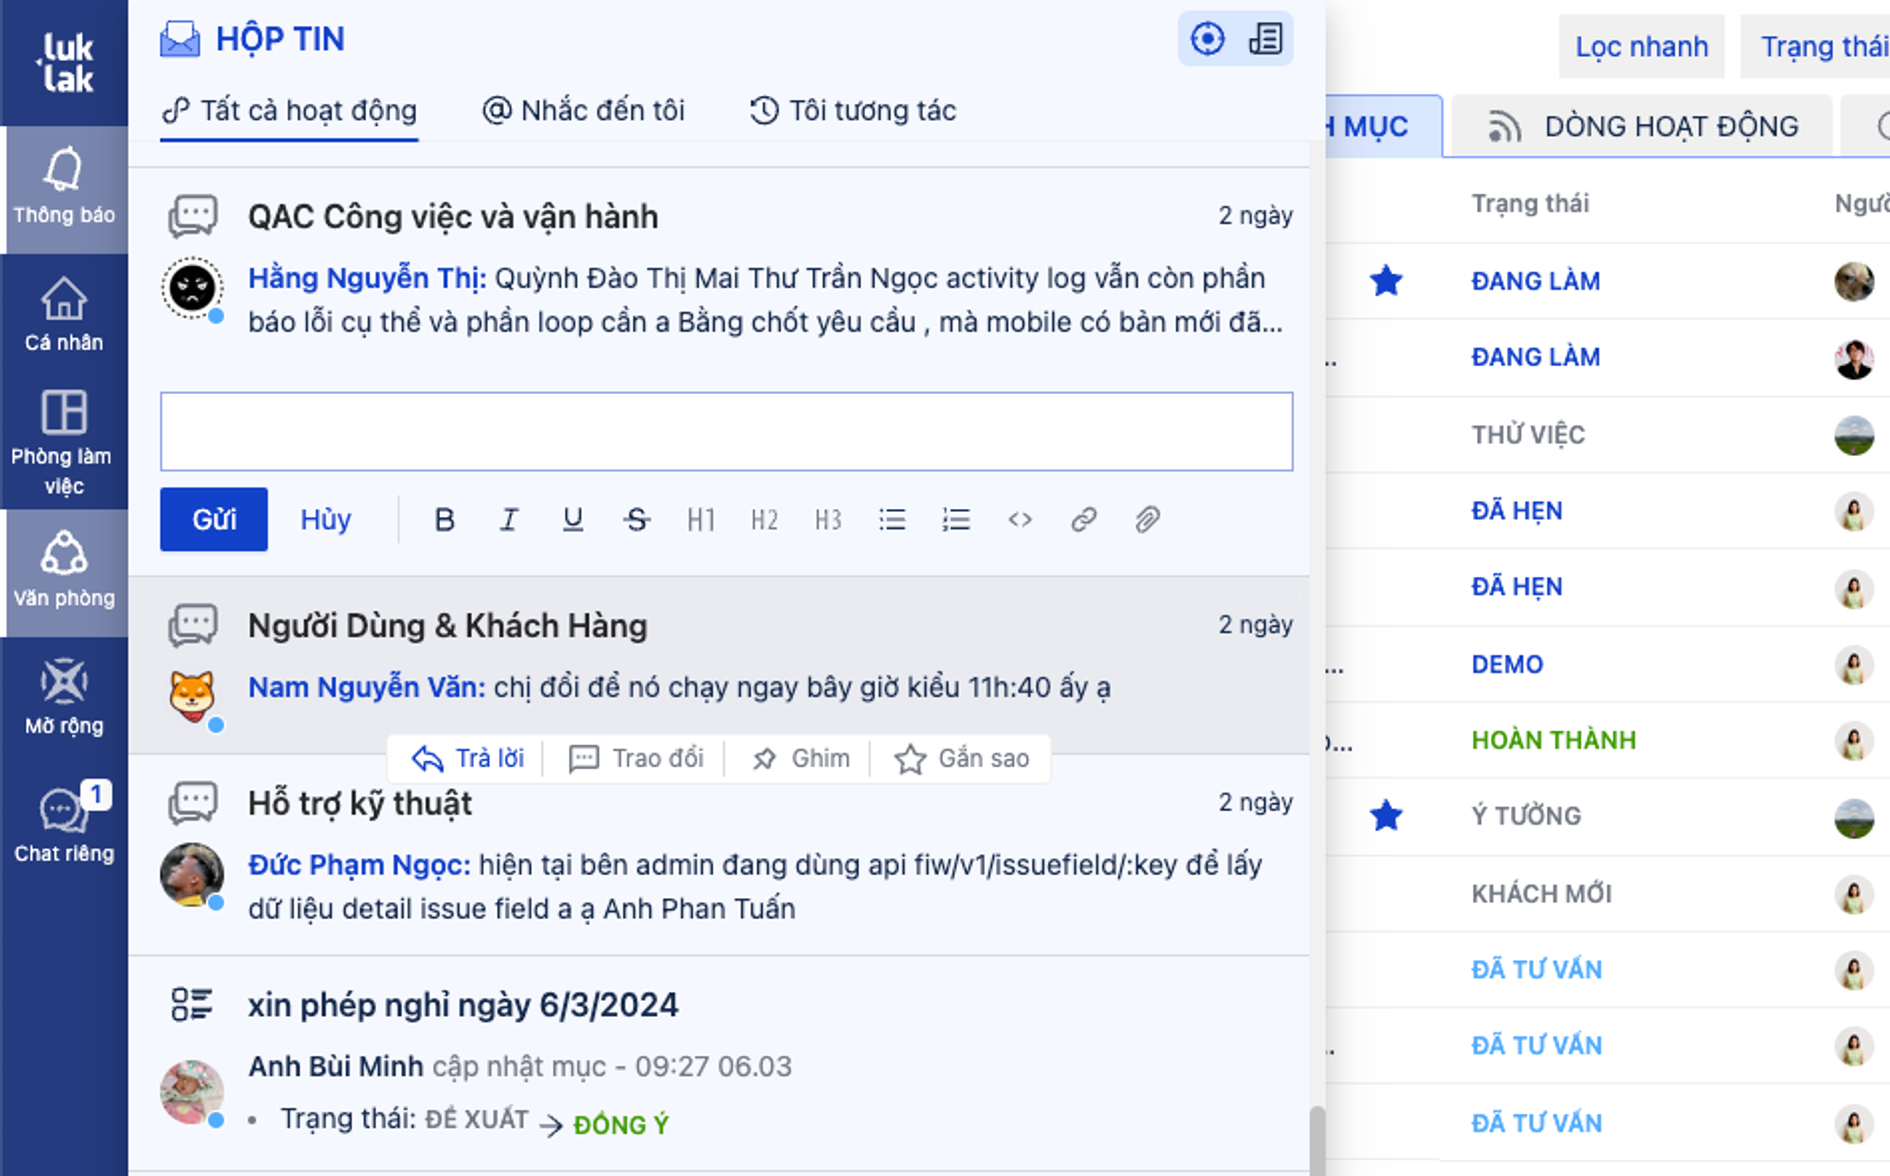 luk
lak
Thông báo
Cá nhân
Phòng làm
việc
Văn phòng
Mở rộng
1
Chat riêng
HỘP TIN
Tất cả hoạt động
@ Nhắc đến tôi
Tôi tương tác
QAC Công việc và vận hành
2 ngày
Hằng Nguyễn Thị: Quỳnh Đào Thị Mai Thư Trần Ngọc activity log vẫn còn phần
báo lỗi cụ thể và phần loop cần a Bằng chốt yêu cầu , mà mobile có bản mới đã...
Gửi
Hủy
B I U S H1 H2 H3
Người Dùng & Khách Hàng
2 ngày
Nam Nguyễn Văn: chị đổi để nó chạy ngay bây giờ kiểu 11h:40 ấy ạ
Trả lời
Trao đổi
Ghim
Gắn sao
Hỗ trợ kỹ thuật
2 ngày
Đức Phạm Ngọc: hiện tại bên admin đang dùng api fiw/v1/issuefield/:key để lấy
dữ liệu detail issue field a ạ Anh Phan Tuấn
xin phép nghỉ ngày 6/3/2024
Anh Bùi Minh cập nhật mục - 09:27 06.03
• Trạng thái: ĐỀ XUẤT → ĐỒNG Ý
Lọc nhanh
Trạng thái
MỤC
DÒNG HOẠT ĐỘNG
Trạng thái
ĐANG LÀM
ĐANG LÀM
THỬ VIỆC
ĐÃ HẸN
ĐÃ HẸN
DEMO
HOÀN THÀNH
Ý TƯỞNG
KHÁCH MỚI
ĐÃ TƯ VẤN
ĐÃ TƯ VẤN
ĐÃ TƯ VẤN